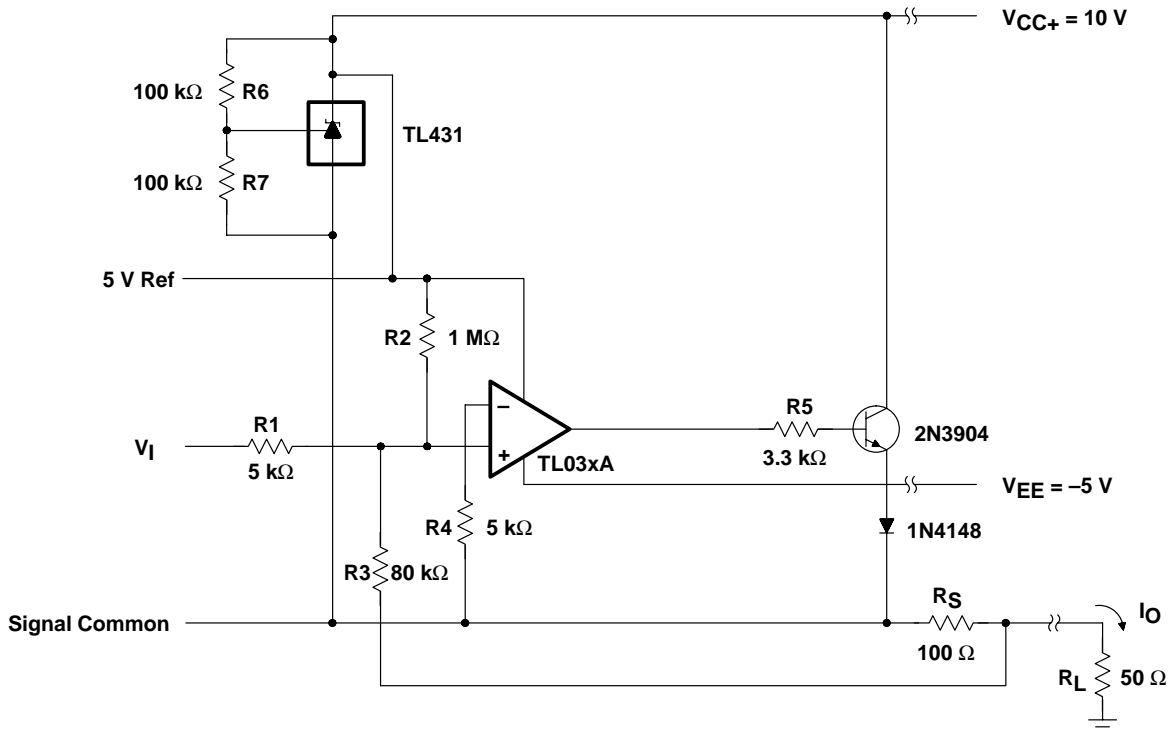 VCC+ = 10 V
100 kΩ R6
TL431
100 kΩ R7
5 V Ref
R2 1 MΩ
R1
VI
5 kΩ
−
+
TL03xA
R5
3.3 kΩ
2N3904
VEE = –5 V
R4 5 kΩ
1N4148
R3 80 kΩ
Signal Common
RS
100 Ω
IO
RL 50 Ω